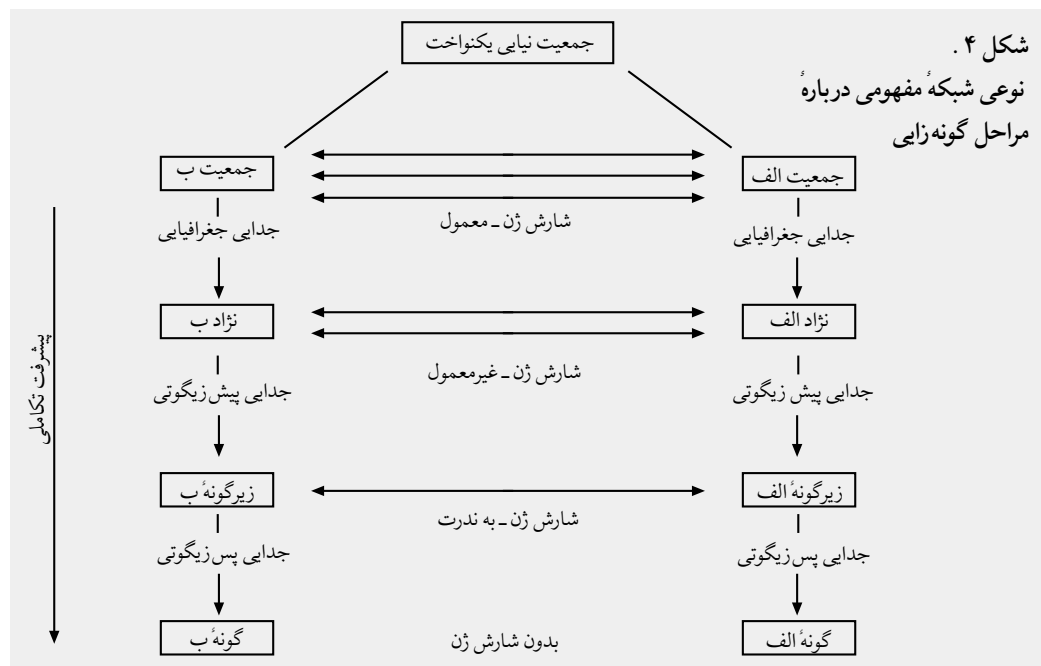 شکل ۴ .
نوعی شبکهٔ مفهومی دربارهٔ
مراحل گونه‌زایی
جمعیت نیایی یکنواخت
جمعیت الف
جمعیت ب
شارش ژن ـ معمول
جدایی جغرافیایی
جدایی جغرافیایی
نژاد الف
نژاد ب
شارش ژن ـ غیرمعمول
جدایی پیش‌زیگوتی
جدایی پیش‌زیگوتی
زیرگونهٔ الف
زیرگونهٔ ب
شارش ژن ـ به ندرت
جدایی پس‌زیگوتی
جدایی پس‌زیگوتی
گونهٔ الف
بدون شارش ژن
گونهٔ ب
پیشرفت تکاملی